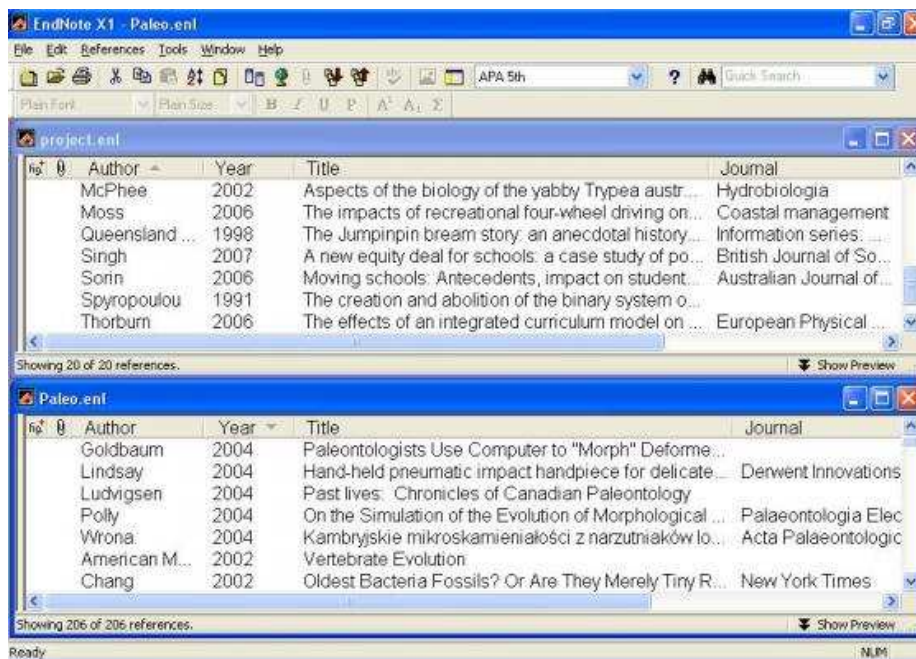 EndNote X1 - Paleo.enl
File Edit References Tools Window Help
APA 5th ? Quick Search
Plain Font Plain Size B I U P A¹ A₁ Σ
project.enl
Author Year Title Journal
McPhee 2002 Aspects of the biology of the yabby Trypea austr... Hydrobiologia
Moss 2006 The impacts of recreational four-wheel driving on... Coastal management
Queensland ... 1998 The Jumpinpin bream story: an anecdotal history... Information series: ...
Singh 2007 A new equity deal for schools: a case study of po... British Journal of So...
Sorin 2006 Moving schools: Antecedents, impact on student... Australian Journal of...
Spyropoulou 1991 The creation and abolition of the binary system o...
Thorburn 2006 The effects of an integrated curriculum model on ... European Physical ...
Showing 20 of 20 references. Show Preview
Paleo.enl
Author Year Title Journal
Goldbaum 2004 Paleontologists Use Computer to "Morph" Deforme...
Lindsay 2004 Hand-held pneumatic impact handpiece for delicate... Derwent Innovations
Ludvigsen 2004 Past lives: Chronicles of Canadian Paleontology
Polly 2004 On the Simulation of the Evolution of Morphological ... Palaeontologia Elec
Wrona 2004 Kambryjskie mikroskamieniałości z narzutniaków lo... Acta Palaeontologic
American M... 2002 Vertebrate Evolution
Chang 2002 Oldest Bacteria Fossils? Or Are They Merely Tiny R... New York Times
Showing 206 of 206 references. Show Preview
Ready NUM